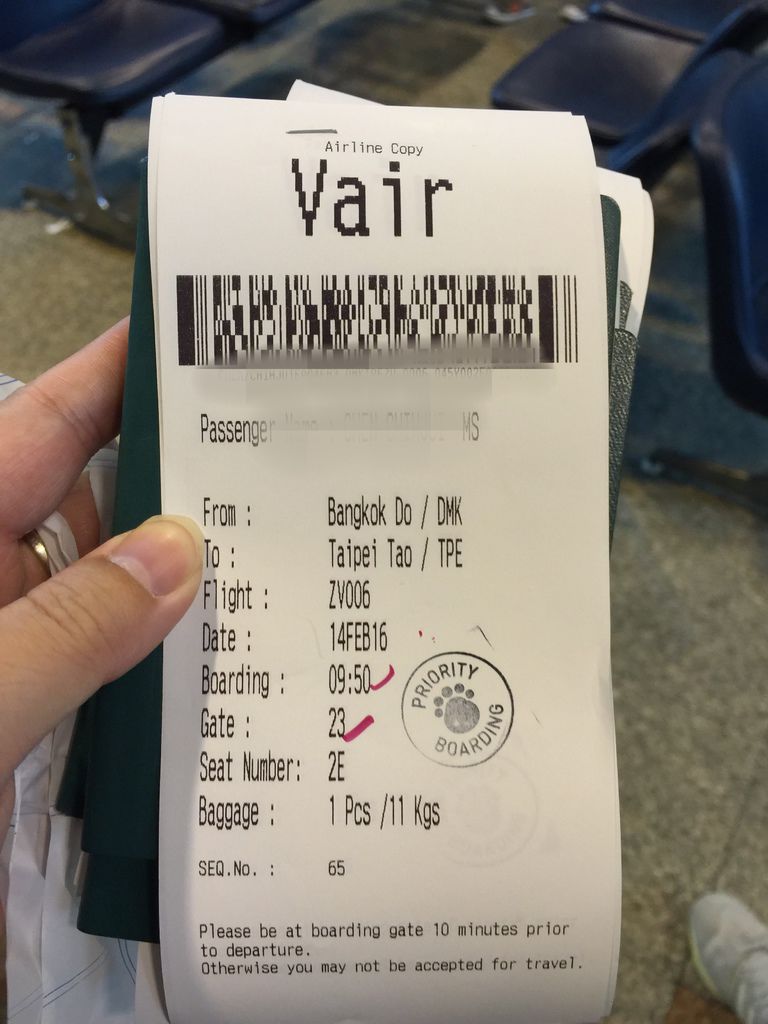 Airline Copy
Vair
Passenger Name : MS
From : Bangkok Do / DMK
To : Taipei Tao / TPE
Flight : ZV006
Date : 14FEB16
Boarding : 09:50
Gate : 23
PRIORITY
BOARDING
Seat Number: 2E
Baggage : 1 Pcs /11 Kgs
SEQ.No. : 65
Please be at boarding gate 10 minutes prior
to departure.
Otherwise you may not be accepted for travel.